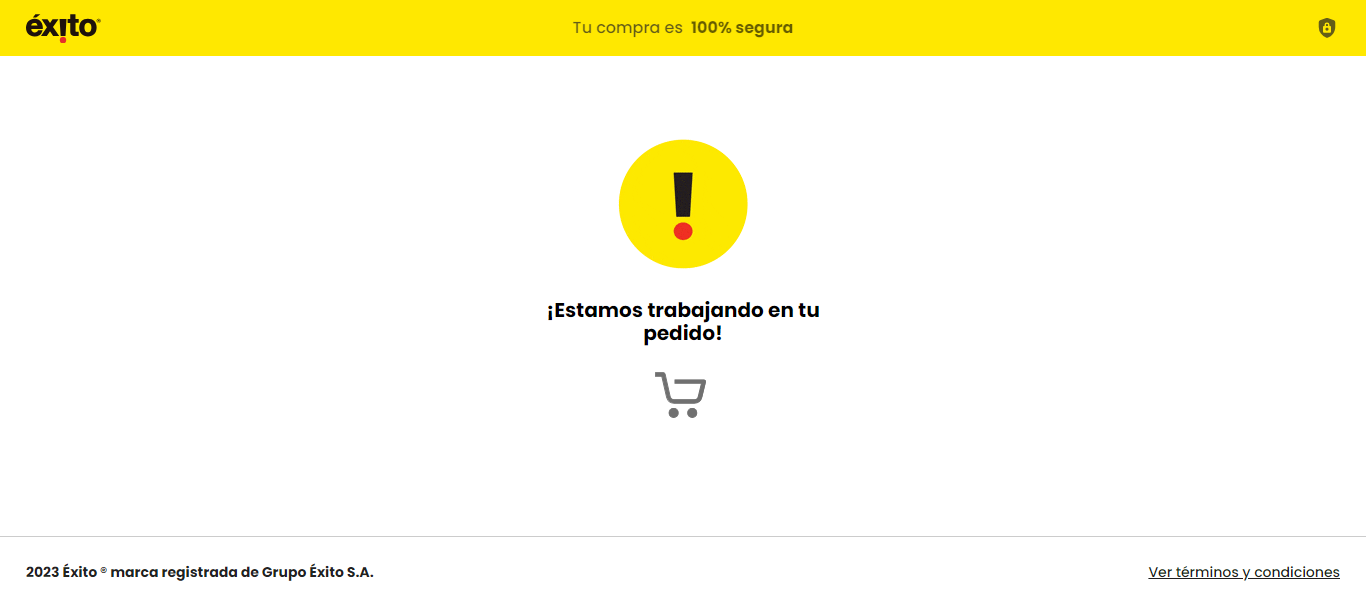 éxito®
Tu compra es 100% segura
¡Estamos trabajando en tu
pedido!
2023 Éxito ® marca registrada de Grupo Éxito S.A.
Ver términos y condiciones